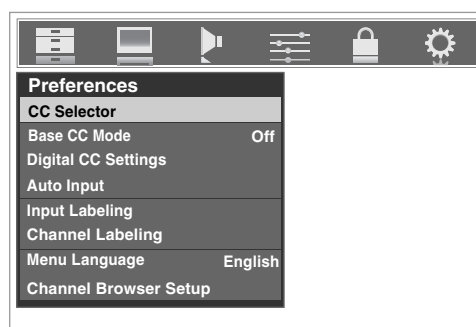 Preferences
CC Selector
Base CC Mode Off
Digital CC Settings
Auto Input
Input Labeling
Channel Labeling
Menu Language English
Channel Browser Setup